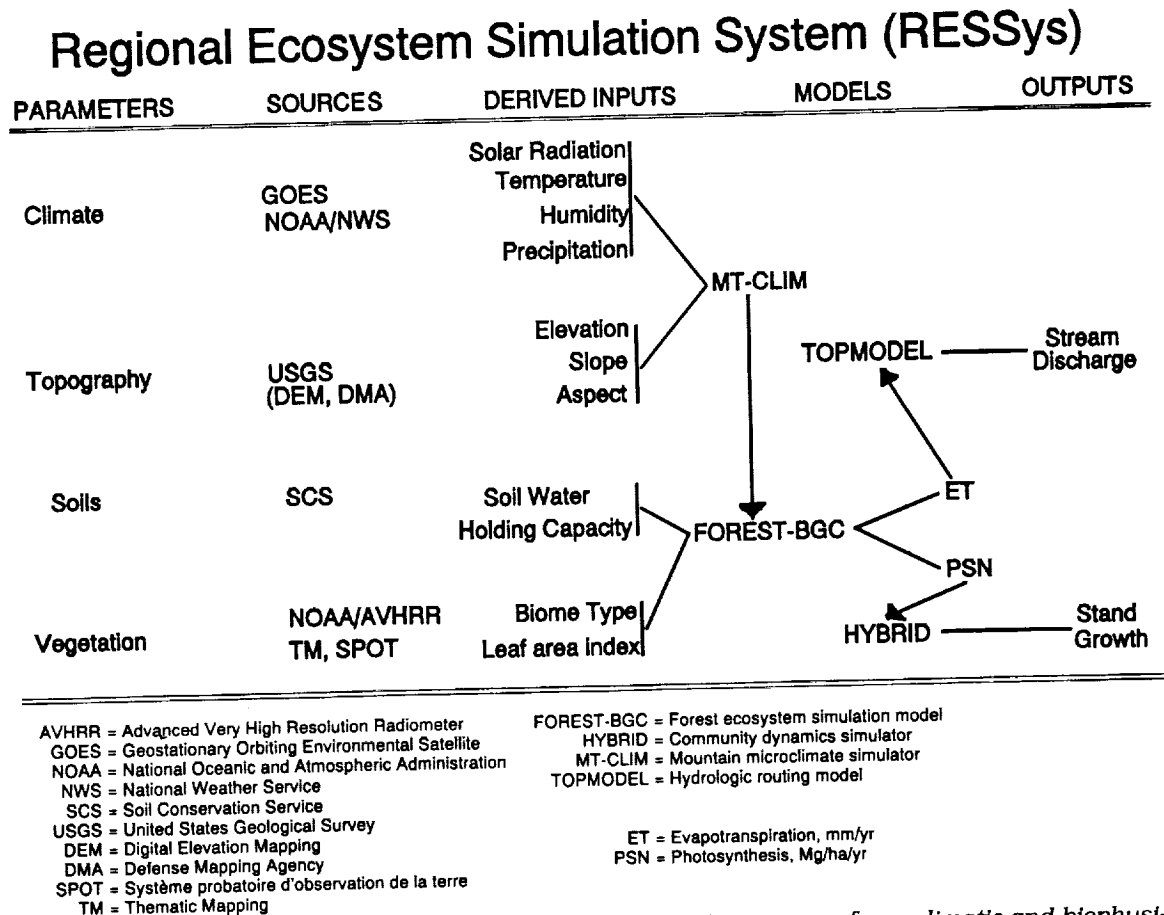 Regional Ecosystem Simulation System (RESSys)
PARAMETERS SOURCES DERIVED INPUTS MODELS OUTPUTS
Climate
GOES
NOAA/NWS
Solar Radiation
Temperature
Humidity
Precipitation
MT-CLIM
Topography
USGS
(DEM, DMA)
Elevation
Slope
Aspect
TOPMODEL
Stream
Discharge
Soils
SCS
Soil Water
Holding Capacity
FOREST-BGC
ET
PSN
Vegetation
NOAA/AVHRR
TM, SPOT
Biome Type
Leaf area index
HYBRID
Stand
Growth
AVHRR = Advanced Very High Resolution Radiometer
GOES = Geostationary Orbiting Environmental Satellite
NOAA = National Oceanic and Atmospheric Administration
NWS = National Weather Service
SCS = Soil Conservation Service
USGS = United States Geological Survey
DEM = Digital Elevation Mapping
DMA = Defense Mapping Agency
SPOT = Système probatoire d'observation de la terre
TM = Thematic Mapping
FOREST-BGC = Forest ecosystem simulation model
HYBRID = Community dynamics simulator
MT-CLIM = Mountain microclimate simulator
TOPMODEL = Hydrologic routing model
ET = Evapotranspiration, mm/yr
PSN = Photosynthesis, Mg/ha/yr